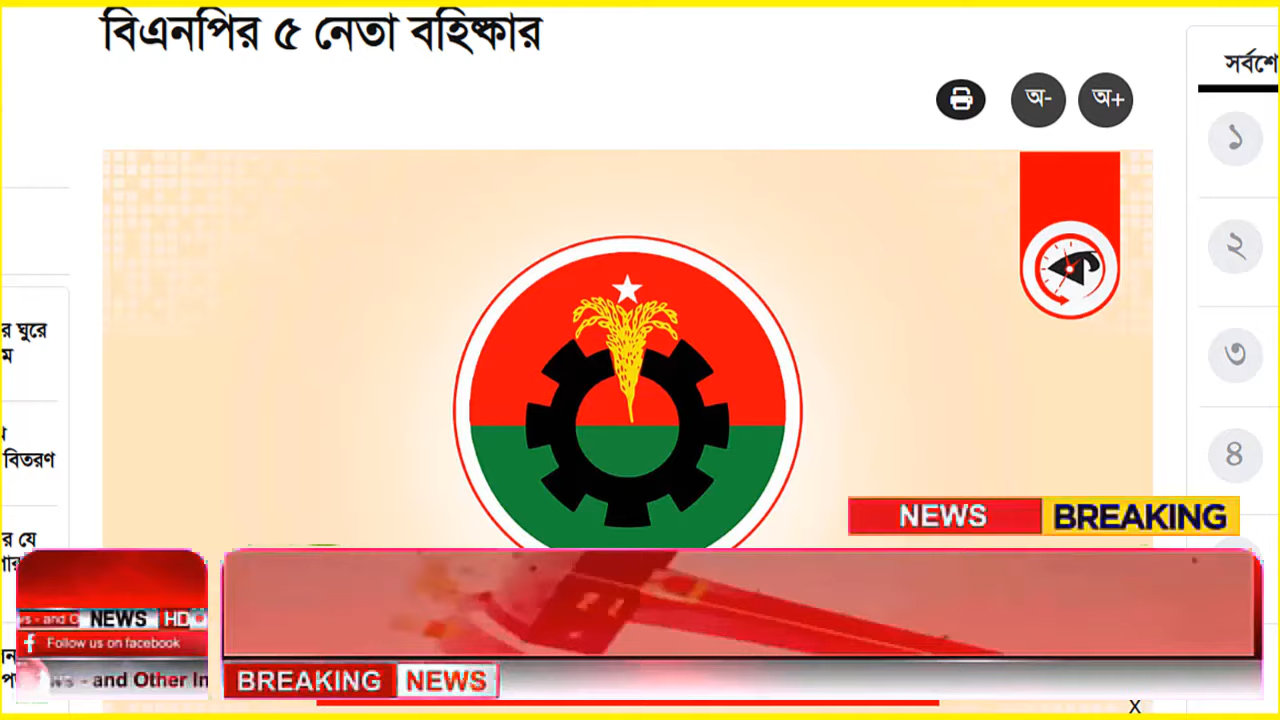 বিএনপির ৫ নেতা বহিষ্কার
অ- অ+
সর্বশে
১
২
৩
৪
র ঘুরে
ম
বিতরণ
র যে
NEWS BREAKING
NEWS HD
Follow us on facebook
ws - and Other In
BREAKING NEWS
x